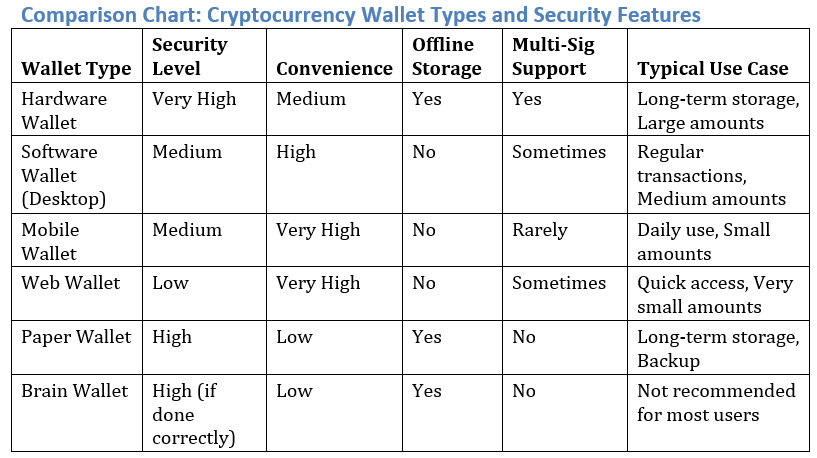 Comparison Chart: Cryptocurrency Wallet Types and Security Features
Wallet Type
Security
Level
Convenience
Offline
Storage
Multi-Sig
Support
Typical Use Case
Hardware
Wallet
Very High
Medium
Yes
Yes
Long-term storage,
Large amounts
Software
Wallet
(Desktop)
Medium
High
No
Sometimes
Regular
transactions,
Medium amounts
Mobile
Wallet
Medium
Very High
No
Rarely
Daily use, Small
amounts
Web Wallet
Low
Very High
No
Sometimes
Quick access, Very
small amounts
Paper Wallet
High
Low
Yes
No
Long-term storage,
Backup
Brain Wallet
High (if
done
correctly)
Low
Yes
No
Not recommended
for most users